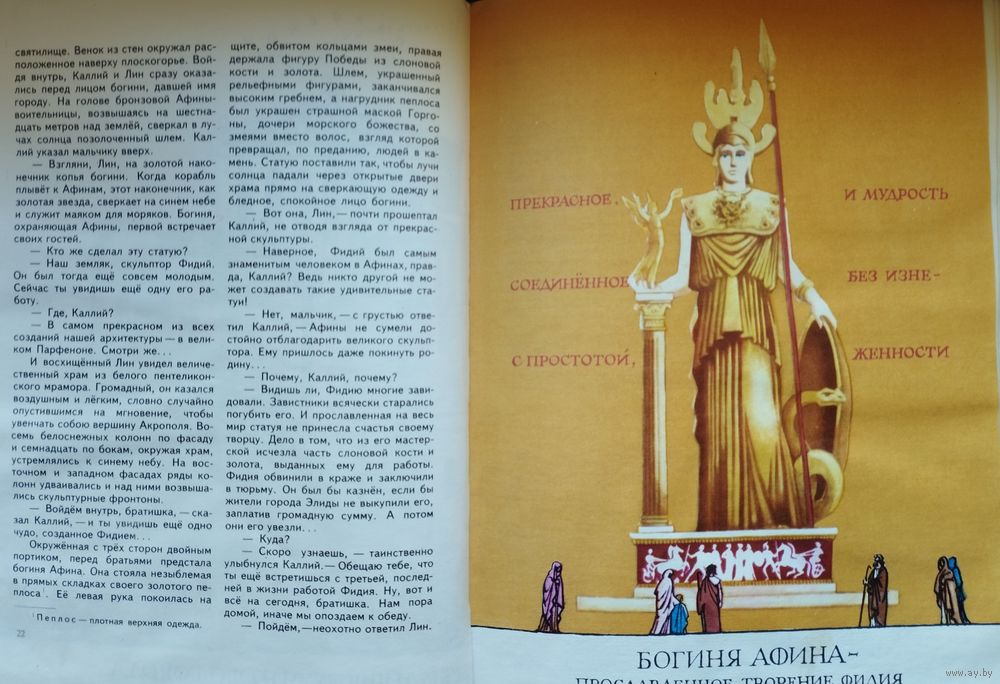 святилище. Венок из стен окружал рас-
положенное наверху плоскогорье. Вой-
дя внутрь, Каллий и Лин сразу оказа-
лись перед лицом богини, давшей имя
городу. На голове бронзовой Афины-
воительницы, возвышаясь на шестна-
дцать метров над землёй, сверкал в лу-
чах солнца позолоченный шлем. Кал-
лий указал мальчику вверх.
— Взгляни, Лин, на золотой нако-
нечник копья богини. Когда корабль
плывёт к Афинам, этот наконечник, как
золотая звезда, сверкает на синем небе
и служит маяком для моряков. Богиня,
охраняющая Афины, первой встречает
своих гостей.
— Кто же сделал эту статую?
— Наш земляк, скульптор Фидий.
Он был тогда ещё совсем молодым.
Сейчас ты увидишь ещё одну его ра-
боту.
— Где, Каллий?
— В самом прекрасном из всех
созданий нашей архитектуры — в вели-
ком Парфеноне. Смотри же...
И восхищённый Лин увидел величе-
ственный храм из белого пентеликон-
ского мрамора. Громадный, он казался
воздушным и лёгким, словно случайно
опустившимся на мгновение, чтобы
увенчать собою вершину Акрополя. Во-
семь белоснежных колонн по фасаду
и семнадцать по бокам, окружая храм,
устремлялись к синему небу. На вос-
точном и западном фасадах ряды ко-
лонн удваивались и над ними возвыша-
лись скульптурные фронтоны.
— Войдём внутрь, братишка, — ска-
зал Каллий, — и ты увидишь ещё одно
чудо, созданное Фидием...
Окружённая с трёх сторон двойным
портиком, перед братьями предстала
богиня Афина. Она стояла незыблемая
в прямых складках своего золотого пе-
плоса¹. Её левая рука покоилась на
¹ Пеплос — плотная верхняя одежда.
22
щите, обвитом кольцами змеи, правая
держала фигуру Победы из слоновой
кости и золота. Шлем, украшенный
рельефными фигурами, заканчивался
высоким гребнем, а нагрудник пеплоса
был украшен страшной маской Горго-
ны, дочери морского божества, со
змеями вместо волос, взгляд которой
превращал, по преданию, людей в ка-
мень. Статую поставили так, чтобы лучи
солнца падали через открытые двери
храма прямо на сверкающую одежду и
бледное, спокойное лицо богини.
— Вот она, Лин, — почти прошептал
Каллий, не отводя взгляда от прекрас-
ной скульптуры.
— Наверное, Фидий был самым
знаменитым человеком в Афинах, прав-
да, Каллий? Ведь никто другой не мо-
жет создавать такие удивительные ста-
туи!
— Нет, мальчик, — с грустью отве-
тил Каллий, — Афины не сумели до-
стойно отблагодарить великого скульп-
тора. Ему пришлось даже покинуть ро-
дину...
— Почему, Каллий, почему?
— Видишь ли, Фидию многие зави-
довали. Завистники всячески старались
погубить его. И прославленная на весь
мир статуя не принесла счастья своему
творцу. Дело в том, что из его мастер-
ской исчезла часть слоновой кости и
золота, выданных ему для работы.
Фидия обвинили в краже и заключили
в тюрьму. Он был бы казнён, если бы
жители города Элиды не выкупили его,
заплатив громадную сумму. А потом
они его увезли...
— Куда?
— Скоро узнаешь, — таинственно
улыбнулся Каллий. — Обещаю тебе, что
ты ещё встретишься с третьей, послед-
ней в жизни работой Фидия. Ну, вот и
всё на сегодня, братишка. Нам пора
домой, иначе мы опоздаем к обеду.
— Пойдём, — неохотно ответил Лин.
ПРЕКРАСНОЕ, И МУДРОСТЬ
СОЕДИНЁННОЕ БЕЗ ИЗНЕ-
С ПРОСТОТОЙ, ЖЕННОСТИ
БОГИНЯ АФИНА—
ПРОСЛАВЛЕННОЕ ТВОРЕНИЕ ФИДИЯ
www.ay.by